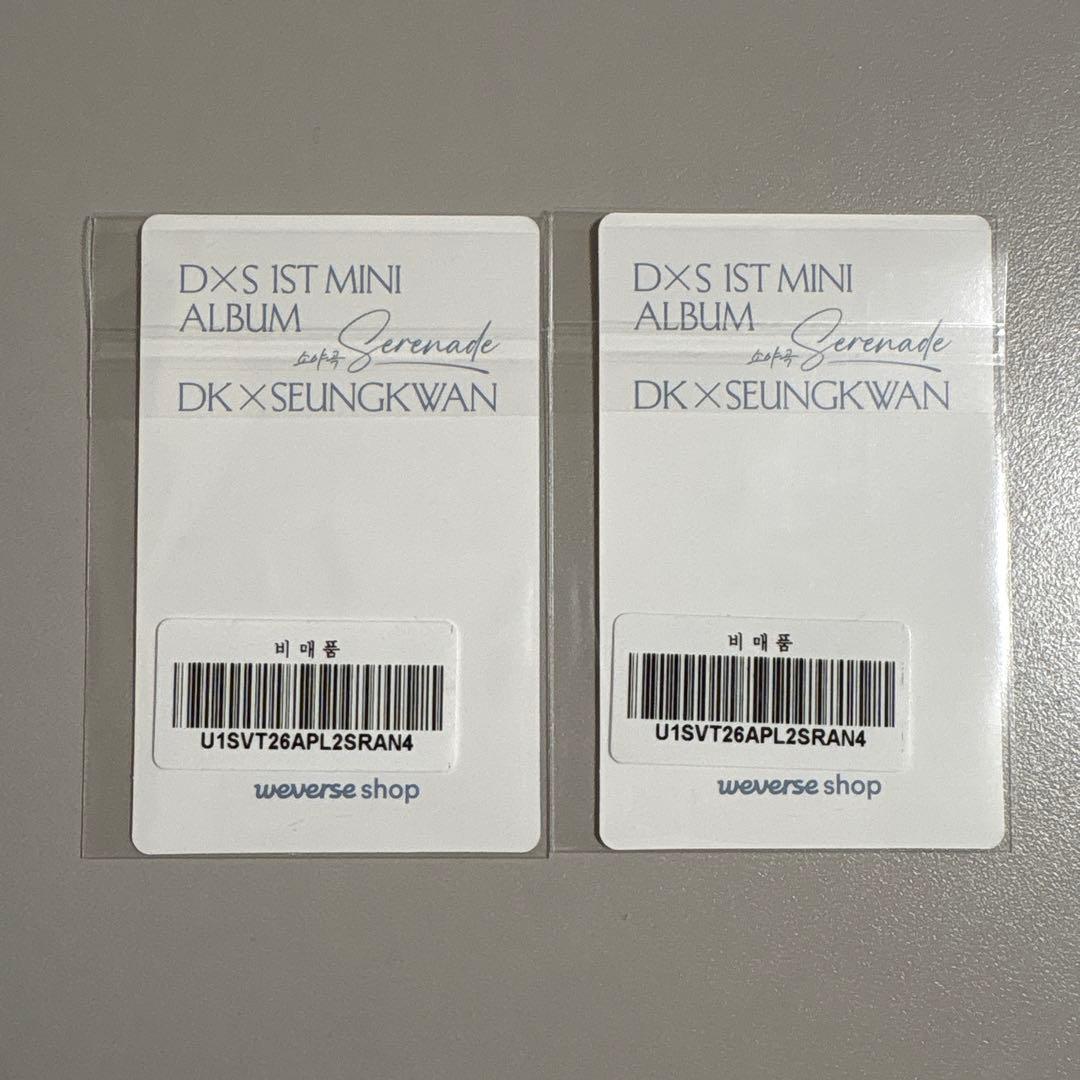 D×S 1ST MINI
ALBUM
소야곡 Serenade
DK×SEUNGKWAN
비매품
U1SVT26APL2SRAN4
weverse shop
D×S 1ST MINI
ALBUM
소야곡 Serenade
DK×SEUNGKWAN
비매품
U1SVT26APL2SRAN4
weverse shop